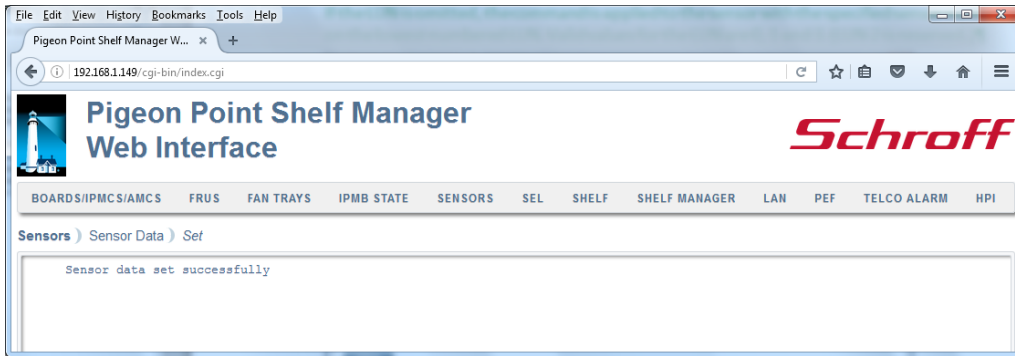 File Edit View History Bookmarks Tools Help
Pigeon Point Shelf Manager W... × +
192.168.1.149/cgi-bin/index.cgi
Pigeon Point Shelf Manager
Web Interface
Schroff
BOARDS/IPMCS/AMCS FRUS FAN TRAYS IPMB STATE SENSORS SEL SHELF SHELF MANAGER LAN PEF TELCO ALARM HPI
Sensors ) Sensor Data ) Set
Sensor data set successfully